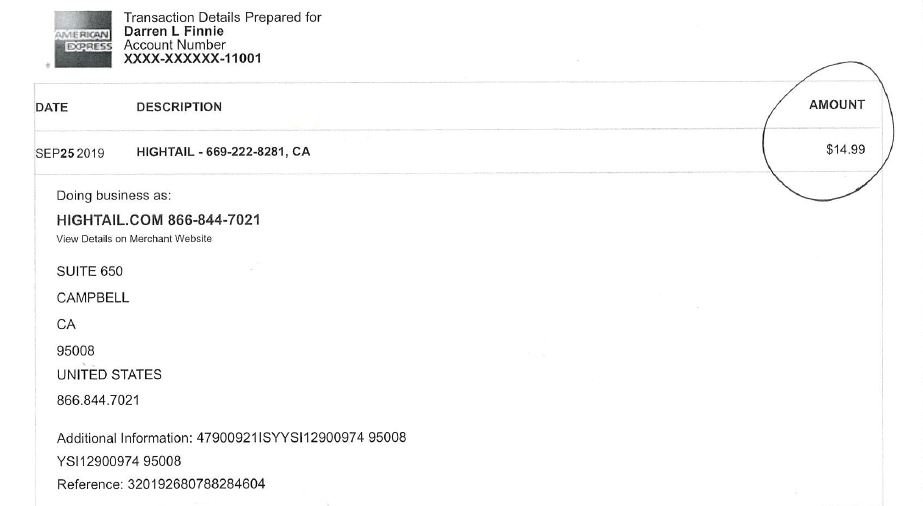 AMERICAN
EXPRESS
Transaction Details Prepared for
Darren L Finnie
Account Number
XXXX-XXXXXX-11001
DATE DESCRIPTION AMOUNT
SEP25 2019 HIGHTAIL - 669-222-8281, CA $14.99
Doing business as:
HIGHTAIL.COM 866-844-7021
View Details on Merchant Website
SUITE 650
CAMPBELL
CA
95008
UNITED STATES
866.844.7021
Additional Information: 47900921ISYYSI12900974 95008
YSI12900974 95008
Reference: 320192680788284604